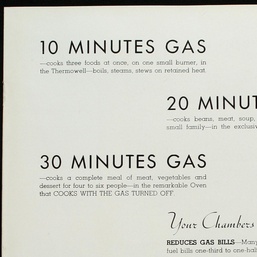 10 MINUTES GAS
—cooks three foods at once, on one small burner, in
the Thermowell—boils, steams, stews on retained heat.
20 MINUT
—cooks beans, meat, soup,
small family—in the exclusiv
30 MINUTES GAS
—cooks a complete meal of meat, vegetables and
dessert for four to six people—in the remarkable Oven
that COOKS WITH THE GAS TURNED OFF.
Your Chambers
REDUCES GAS BILLS—Many
fuel bills one-third to one-hal